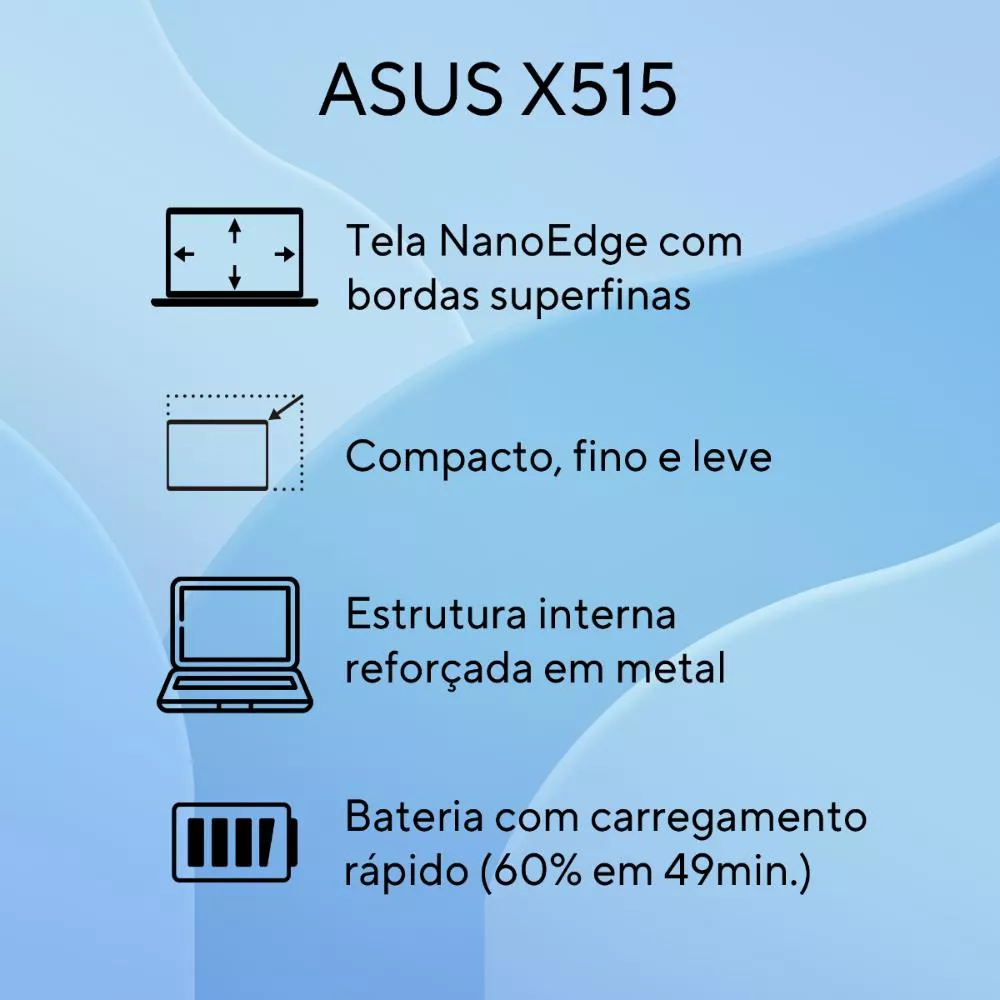 ASUS X515
Tela NanoEdge com
bordas superfinas
Compacto, fino e leve
Estrutura interna
reforçada em metal
Bateria com carregamento
rápido (60% em 49min.)